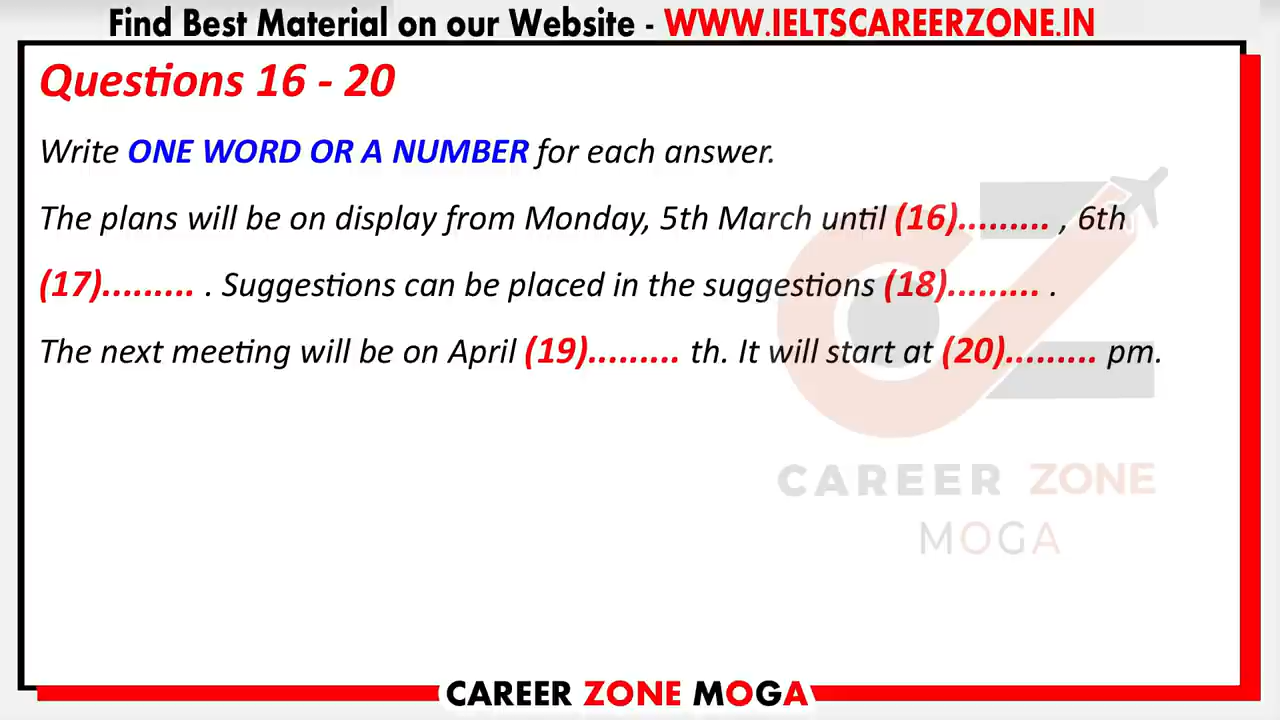 Find Best Material on our Website - WWW.IELTSCAREERZONE.IN
Questions 16 - 20
Write ONE WORD OR A NUMBER for each answer.
The plans will be on display from Monday, 5th March until (16)......... , 6th
(17)......... . Suggestions can be placed in the suggestions (18)......... .
The next meeting will be on April (19)......... th. It will start at (20)......... pm.
CAREER ZONE
MOGA
CAREER ZONE MOGA